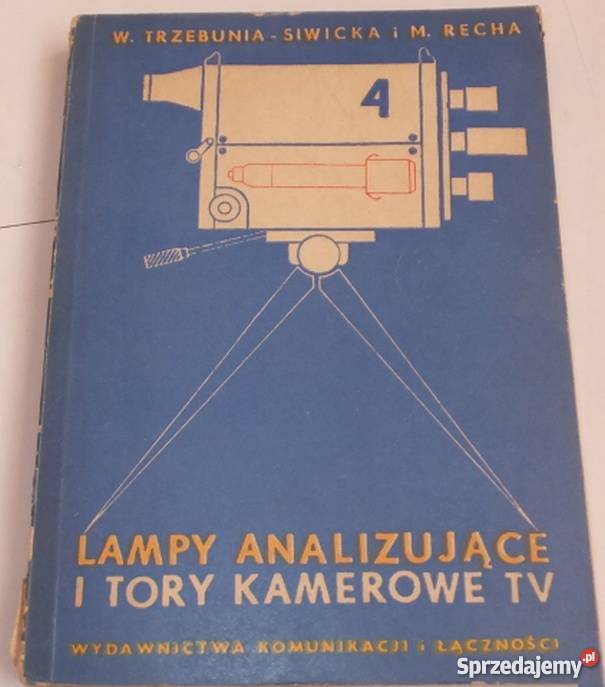 W. TRZEBUNIA-SIWICKA i M. RECHA
4
LAMPY ANALIZUJĄCE
I TORY KAMEROWE TV
WYDAWNICTWA KOMUNIKACJI i ŁĄCZNOŚCI
Sprzedajemy.pl